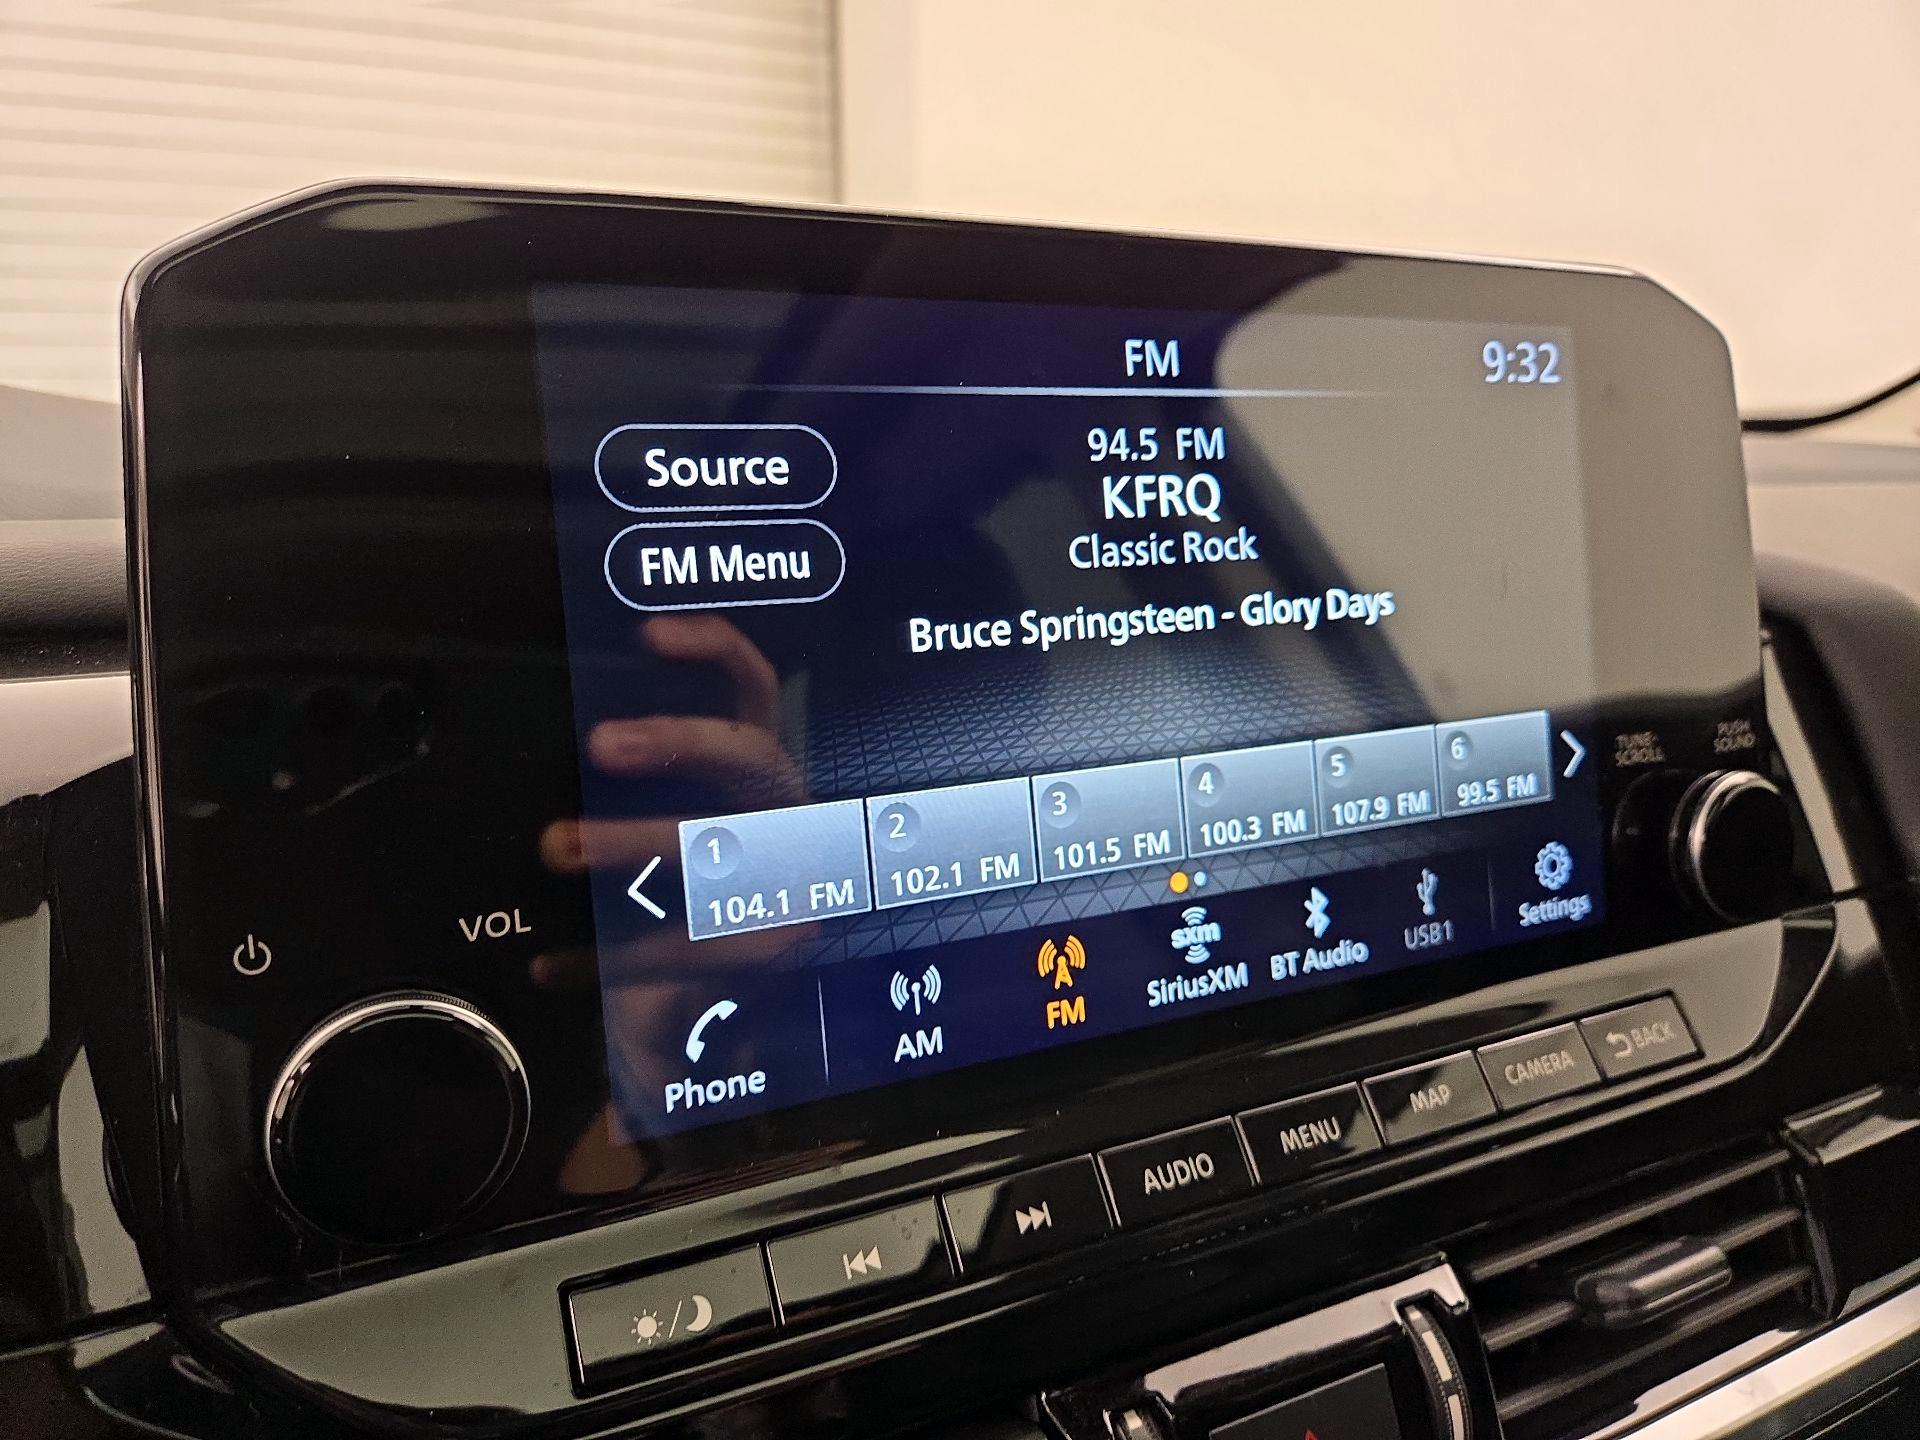 FM
9:32
Source
94.5 FM
KFRQ
FM Menu
Classic Rock
Bruce Springsteen - Glory Days
TUNE·
SCROLL
PUSH
SOUND
1
104.1 FM
2
102.1 FM
3
101.5 FM
4
100.3 FM
5
107.9 FM
6
99.5 FM
VOL
Phone
AM
FM
sxm
SiriusXM
BT Audio
USB1
Settings
AUDIO
MENU
MAP
CAMERA
BACK